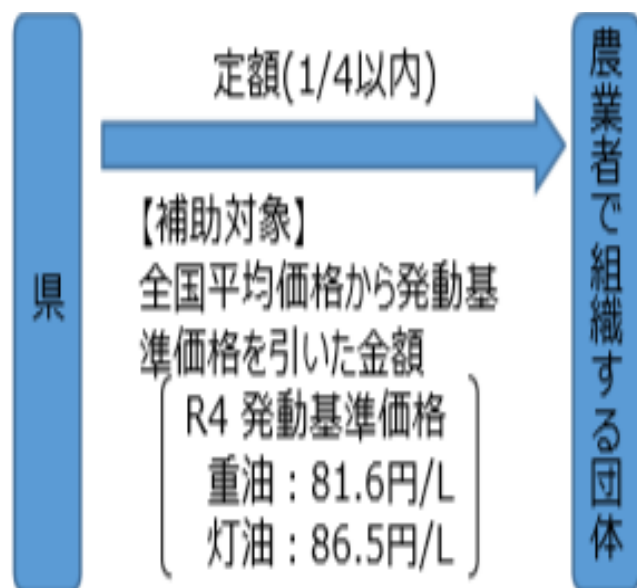 県
定額(1/4以内)
【補助対象】
全国平均価格から発動基
準価格を引いた金額
R4 発動基準価格
重油：81.6円/L
灯油：86.5円/L
農業者で組織する団体